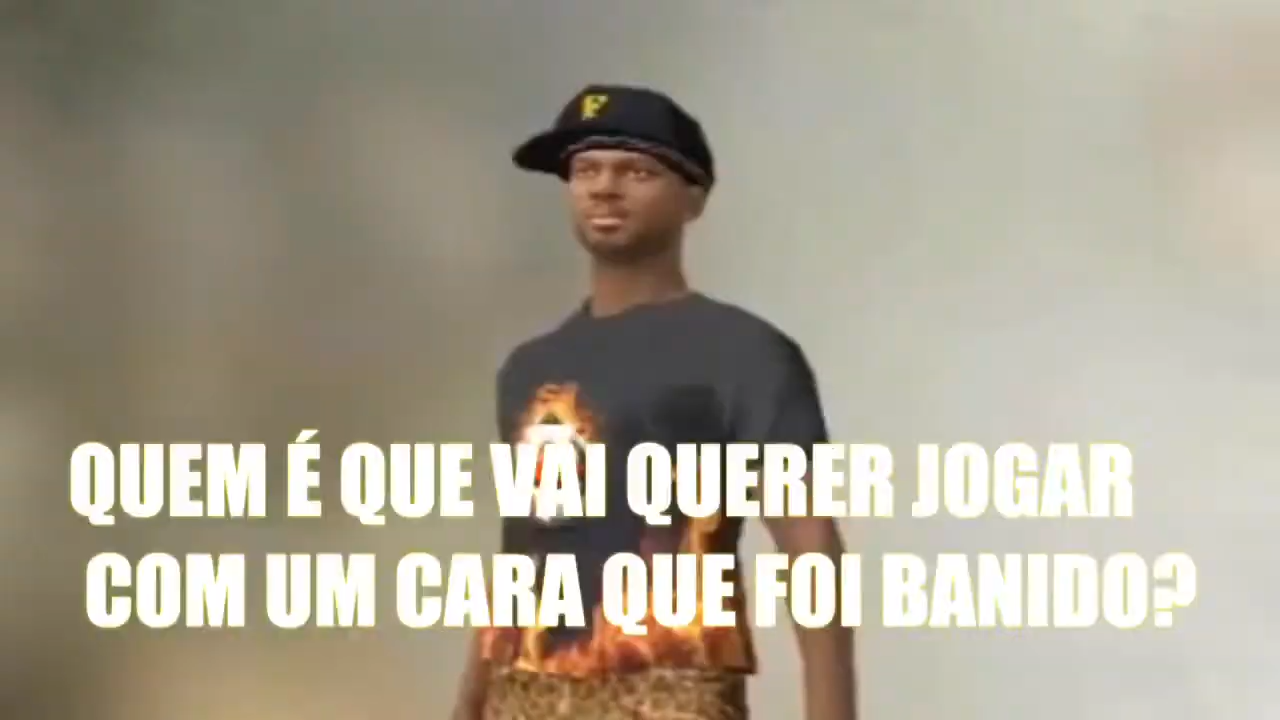 F
QUEM É QUE VAI QUERER JOGAR
COM UM CARA QUE FOI BANIDO?